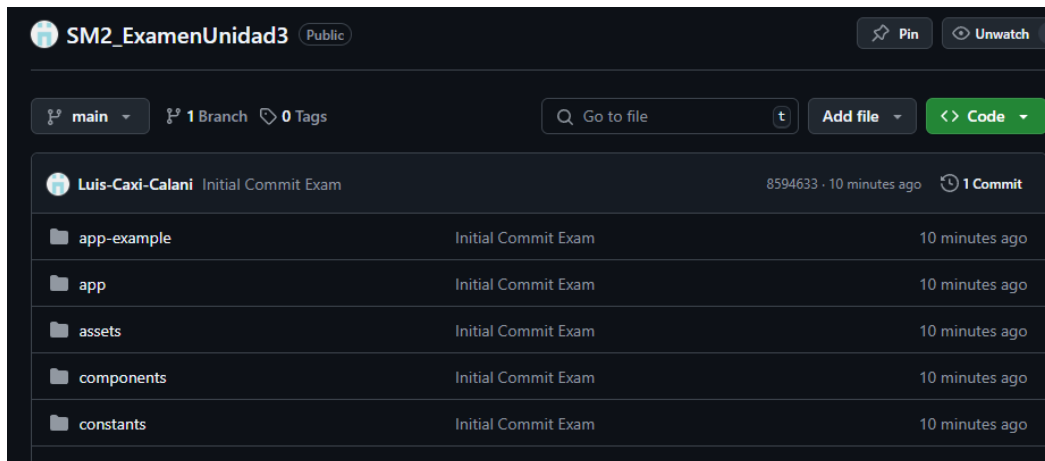 SM2_ExamenUnidad3 Public Pin Unwatch
main 1 Branch 0 Tags Go to file t Add file Code
Luis-Caxi-Calani Initial Commit Exam 8594633 · 10 minutes ago 1 Commit
app-example Initial Commit Exam 10 minutes ago
app Initial Commit Exam 10 minutes ago
assets Initial Commit Exam 10 minutes ago
components Initial Commit Exam 10 minutes ago
constants Initial Commit Exam 10 minutes ago